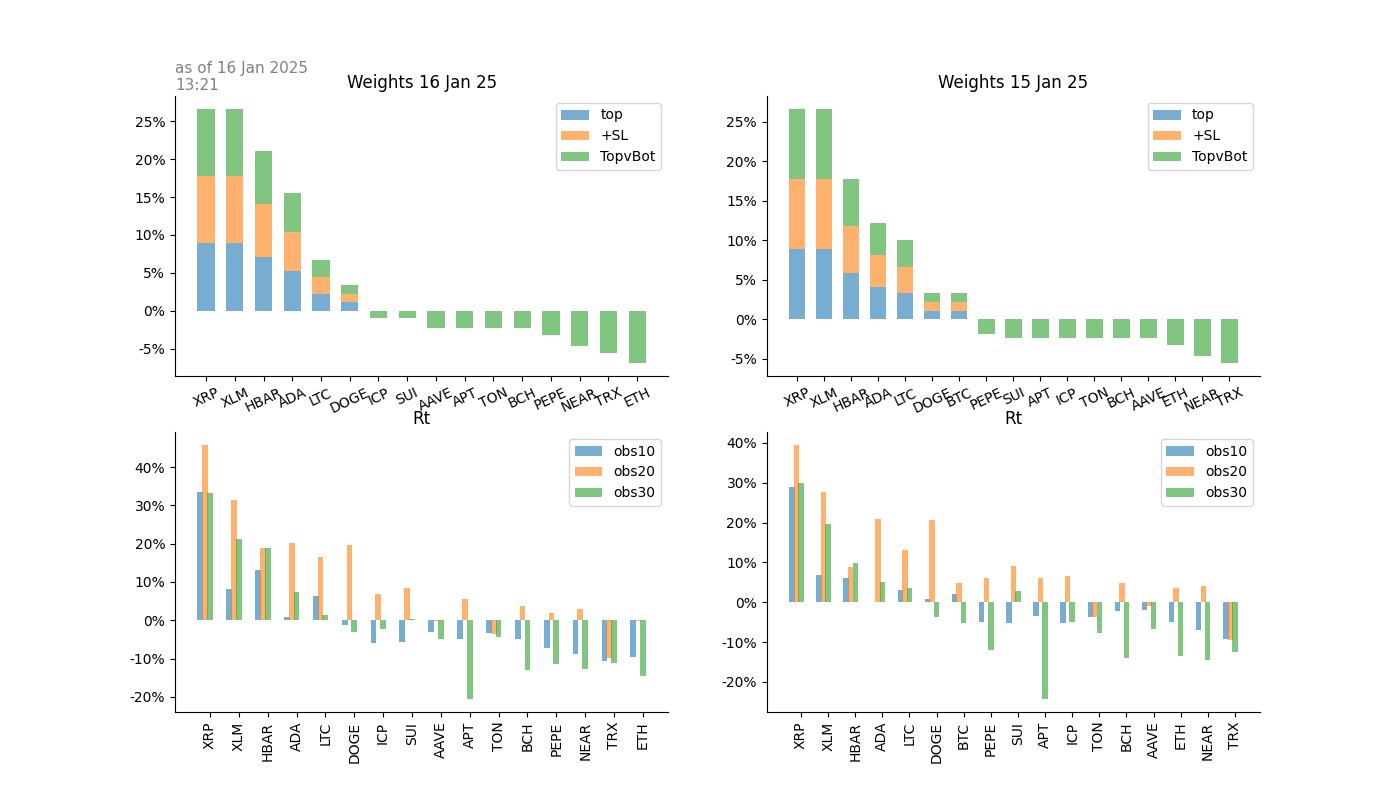 as of 16 Jan 2025
13:21
Weights 16 Jan 25
25%
20%
15%
10%
5%
0%
-5%
top
+SL
TopvBot
XRP XLM HBAR ADA LTC DOGE ICP SUI AAVE APT TON BCH PEPE NEAR TRX ETH
Weights 15 Jan 25
25%
20%
15%
10%
5%
0%
-5%
top
+SL
TopvBot
XRP XLM HBAR ADA LTC DOGE BTC PEPE SUI APT ICP TON BCH AAVE ETH NEAR TRX
Rt
40%
30%
20%
10%
0%
-10%
-20%
obs10
obs20
obs30
XRP XLM HBAR ADA LTC DOGE ICP SUI AAVE APT TON BCH PEPE NEAR TRX ETH
Rt
40%
30%
20%
10%
0%
-10%
-20%
obs10
obs20
obs30
XRP XLM HBAR ADA LTC DOGE BTC PEPE SUI APT ICP TON BCH AAVE ETH NEAR TRX